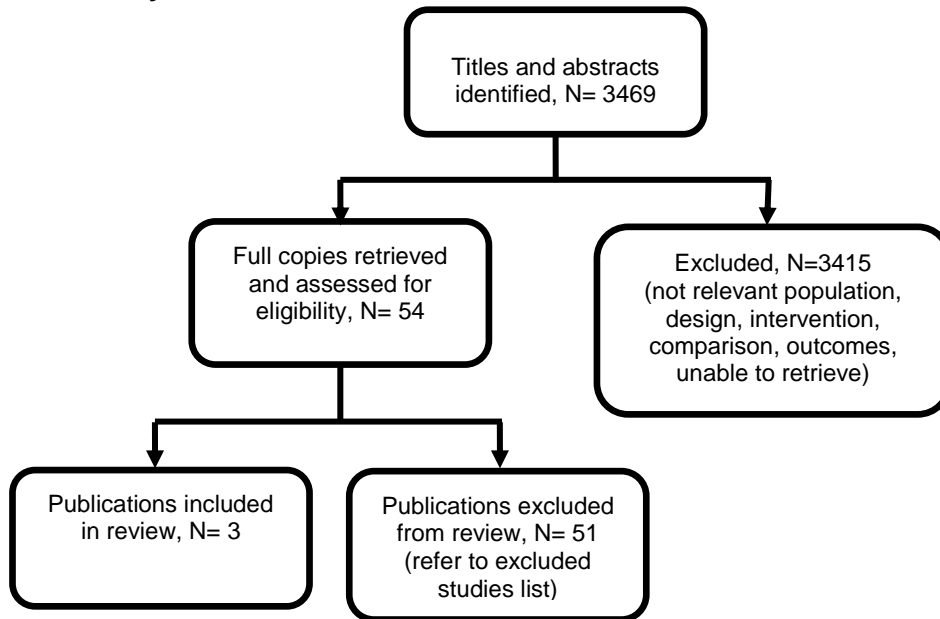 Titles and abstracts
identified, N= 3469
Full copies retrieved
and assessed for
eligibility, N= 54
Excluded, N=3415
(not relevant population,
design, intervention,
comparison, outcomes,
unable to retrieve)
Publications included
in review, N= 3
Publications excluded
from review, N= 51
(refer to excluded
studies list)